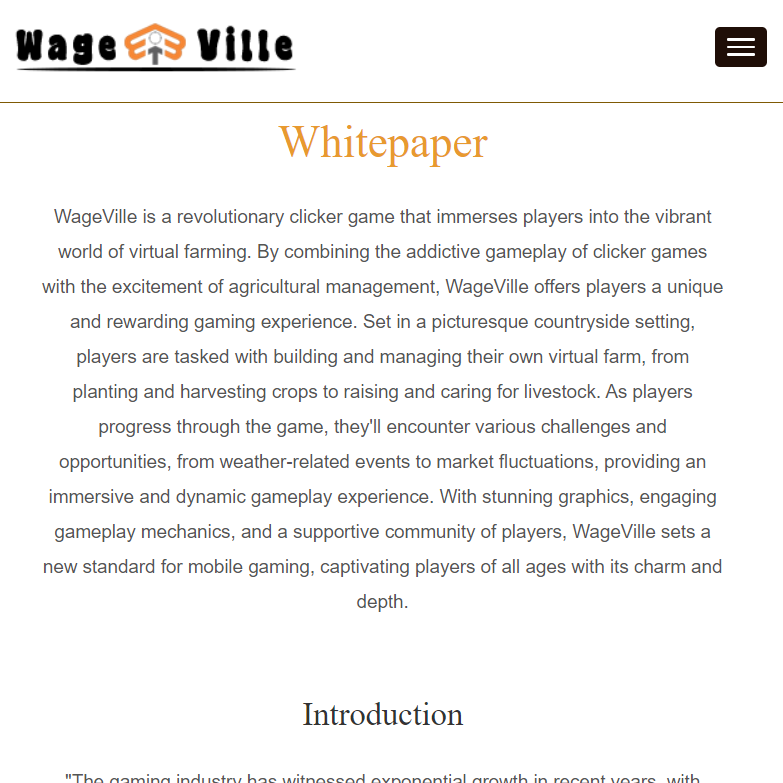 Wage Ville
Whitepaper
WageVille is a revolutionary clicker game that immerses players into the vibrant
world of virtual farming. By combining the addictive gameplay of clicker games
with the excitement of agricultural management, WageVille offers players a unique
and rewarding gaming experience. Set in a picturesque countryside setting,
players are tasked with building and managing their own virtual farm, from
planting and harvesting crops to raising and caring for livestock. As players
progress through the game, they'll encounter various challenges and
opportunities, from weather-related events to market fluctuations, providing an
immersive and dynamic gameplay experience. With stunning graphics, engaging
gameplay mechanics, and a supportive community of players, WageVille sets a
new standard for mobile gaming, captivating players of all ages with its charm and
depth.
Introduction
"The gaming industry has witnessed exponential growth in recent years, with